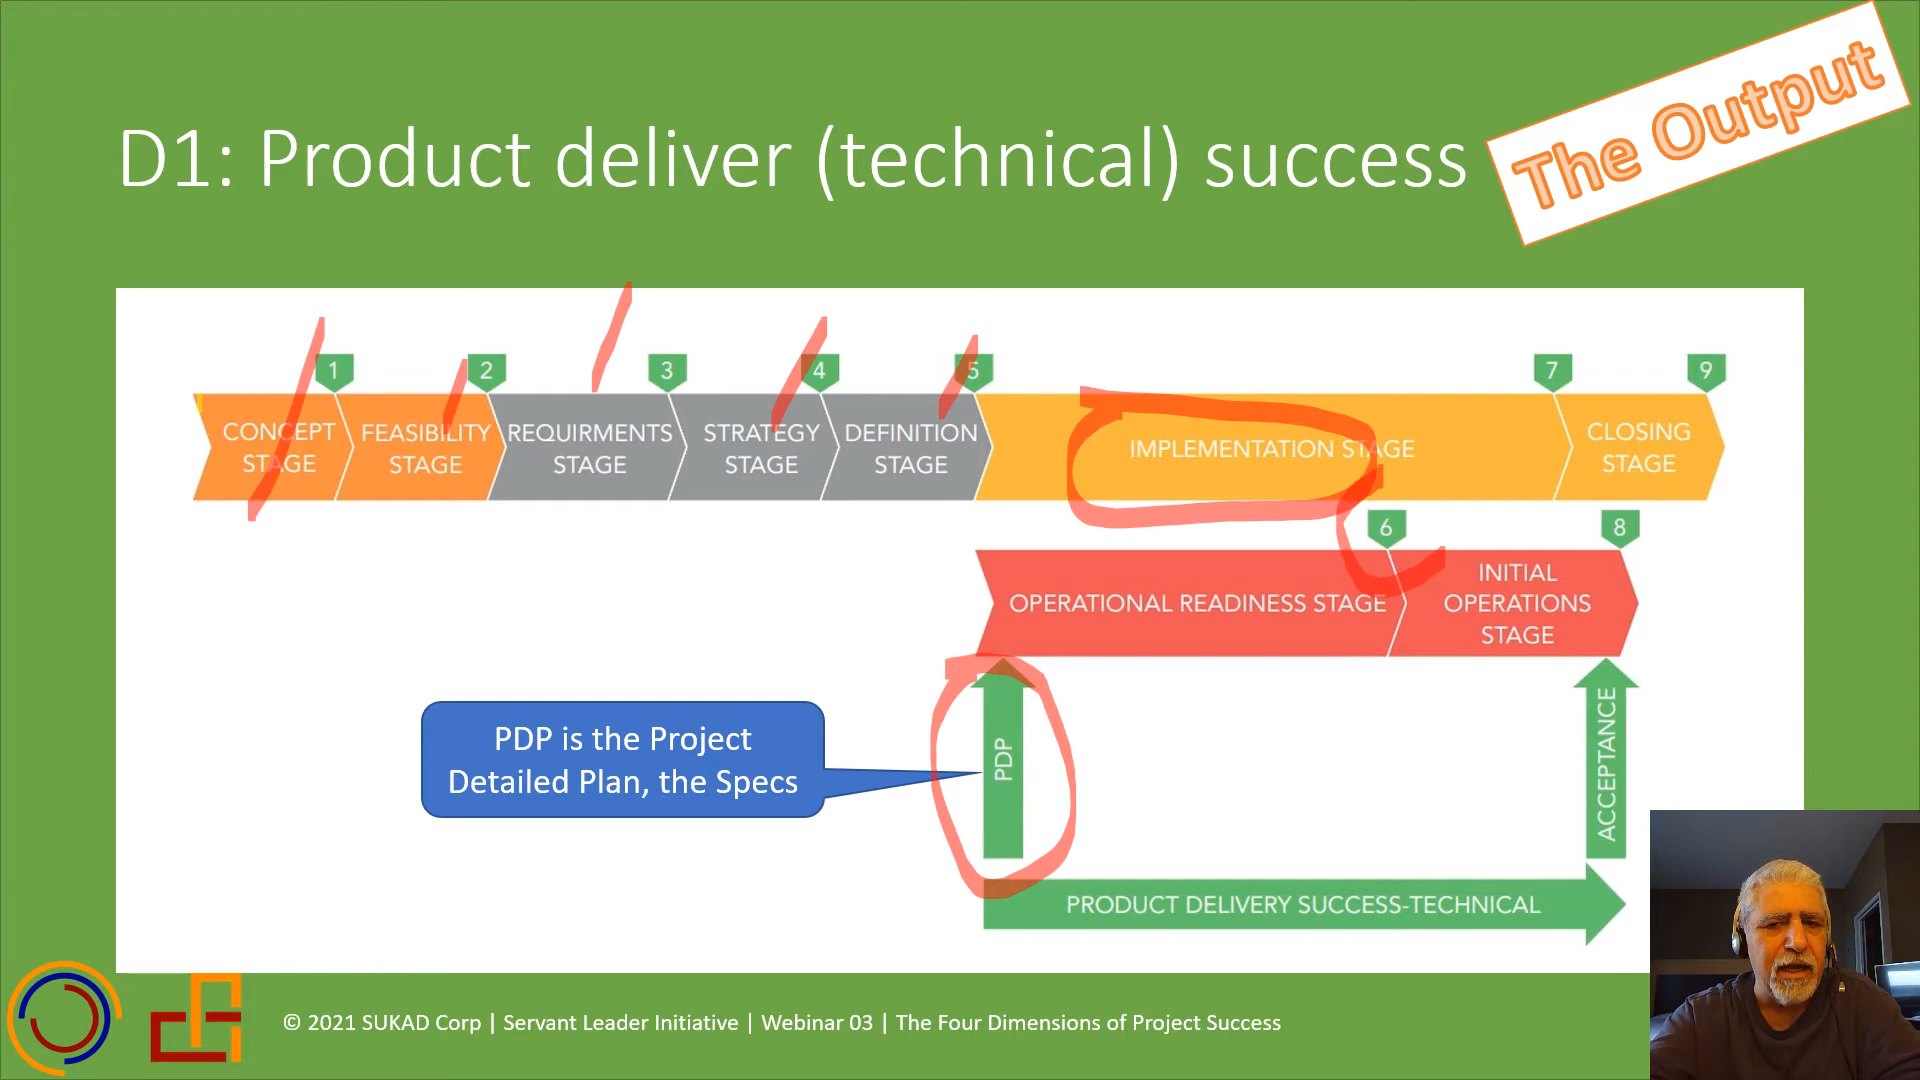 D1: Product deliver (technical) success
The Output
1
2
3
4
5
7
9
CONCEPT
STAGE
FEASIBILITY
STAGE
REQUIRMENTS
STAGE
STRATEGY
STAGE
DEFINITION
STAGE
IMPLEMENTATION STAGE
CLOSING
STAGE
6
8
OPERATIONAL READINESS STAGE
INITIAL
OPERATIONS
STAGE
PDP is the Project
Detailed Plan, the Specs
PDP
ACCEPTANCE
PRODUCT DELIVERY SUCCESS-TECHNICAL
© 2021 SUKAD Corp | Servant Leader Initiative | Webinar 03 | The Four Dimensions of Project Success